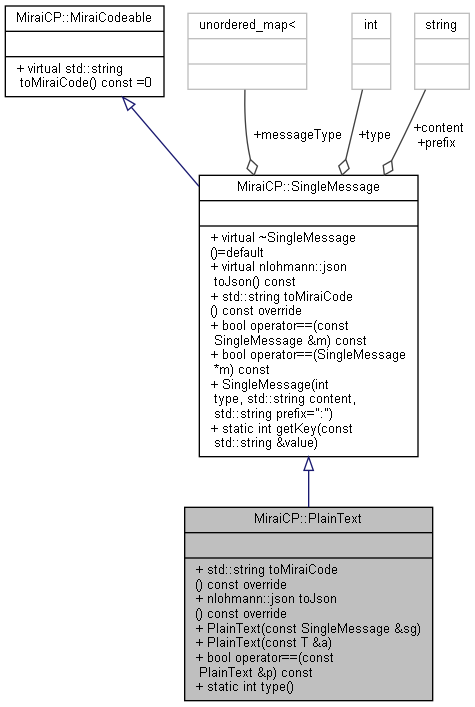 MiraiCP::MiraiCodeable
+ virtual std::string
toMiraiCode() const =0
unordered_map<
int
string
+messageType
+type
+content
+prefix
MiraiCP::SingleMessage
+ virtual ~SingleMessage
()=default
+ virtual nlohmann::json
toJson() const
+ std::string toMiraiCode
() const override
+ bool operator==(const
SingleMessage &m) const
+ bool operator==(SingleMessage
*m) const
+ SingleMessage(int
type, std::string content,
std::string prefix=":")
+ static int getKey(const
std::string &value)
MiraiCP::PlainText
+ std::string toMiraiCode
() const override
+ nlohmann::json toJson
() const override
+ PlainText(const SingleMessage &sg)
+ PlainText(const T &a)
+ bool operator==(const
PlainText &p) const
+ static int type()